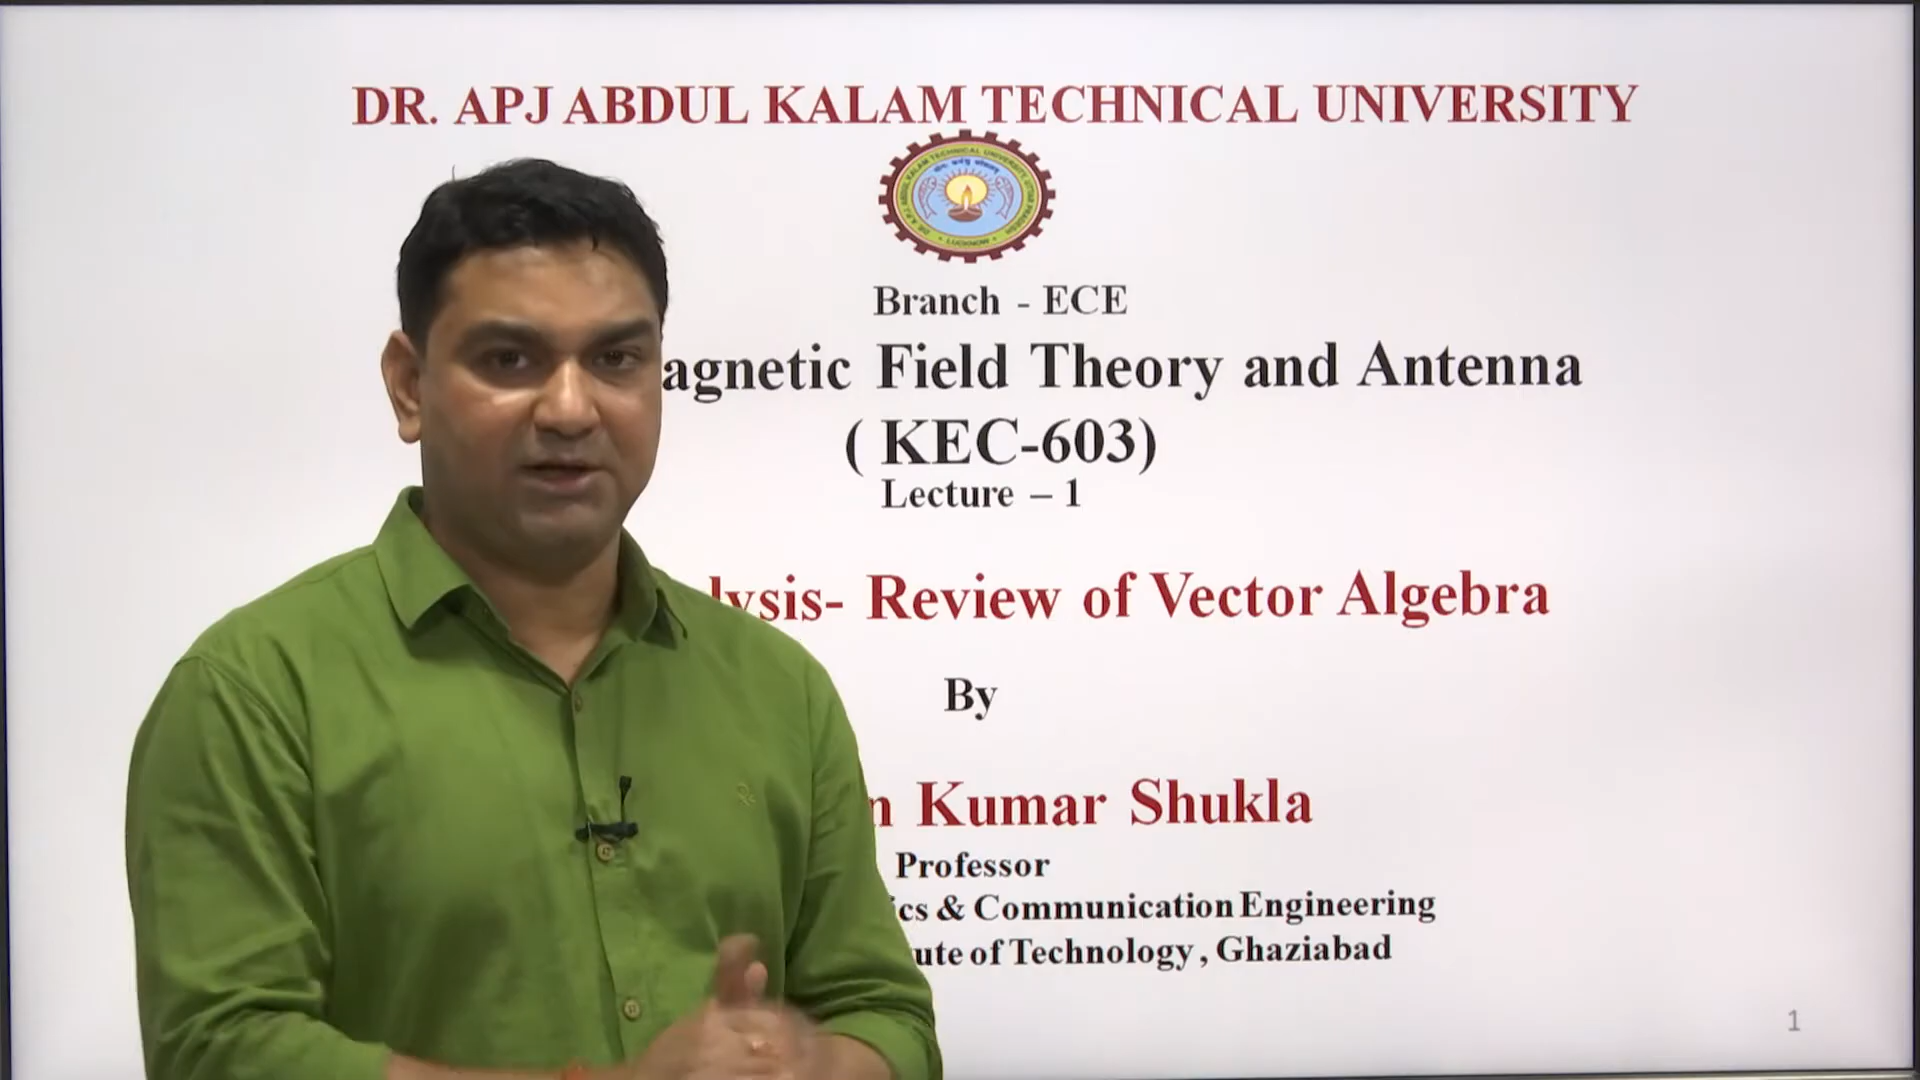 DR. APJ ABDUL KALAM TECHNICAL UNIVERSITY
LUCKNOW
Branch - ECE
agnetic Field Theory and Antenna
( KEC-603)
Lecture – 1
lysis- Review of Vector Algebra
By
n Kumar Shukla
Professor
ics & Communication Engineering
ute of Technology , Ghaziabad
1